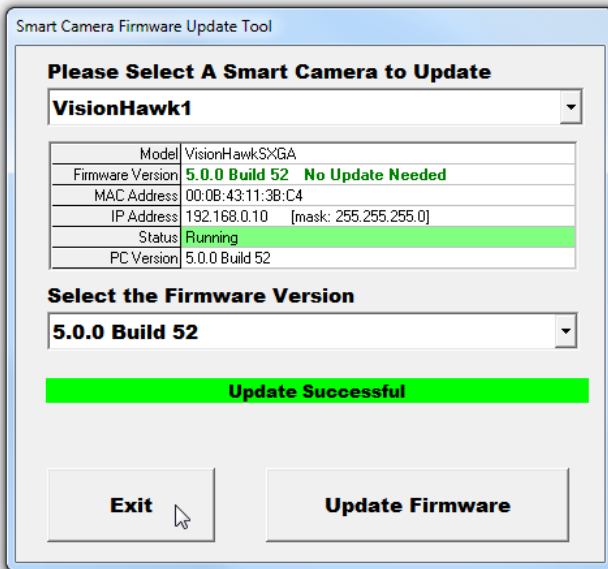 Smart Camera Firmware Update Tool
Please Select A Smart Camera to Update
VisionHawk1
Model VisionHawkSXGA
Firmware Version 5.0.0 Build 52 No Update Needed
MAC Address 00:0B:43:11:3B:C4
IP Address 192.168.0.10 [mask: 255.255.255.0]
Status Running
PC Version 5.0.0 Build 52
Select the Firmware Version
5.0.0 Build 52
Update Successful
Exit Update Firmware